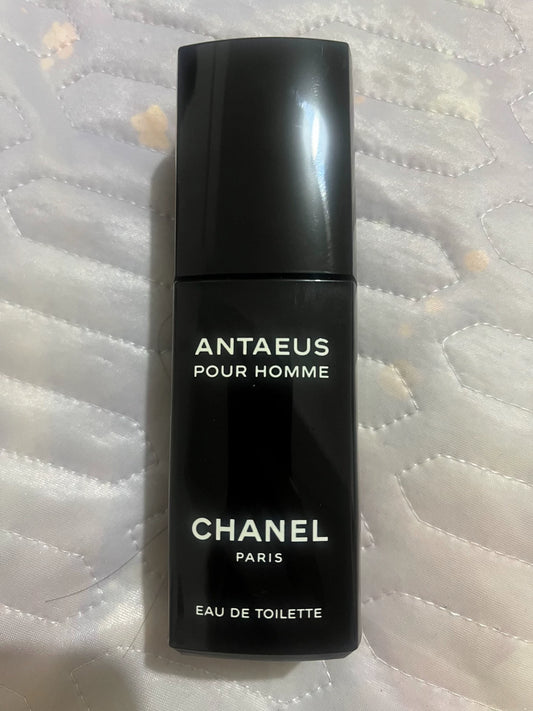 ANTAEUS
POUR HOMME
CHANEL
PARIS
EAU DE TOILETTE